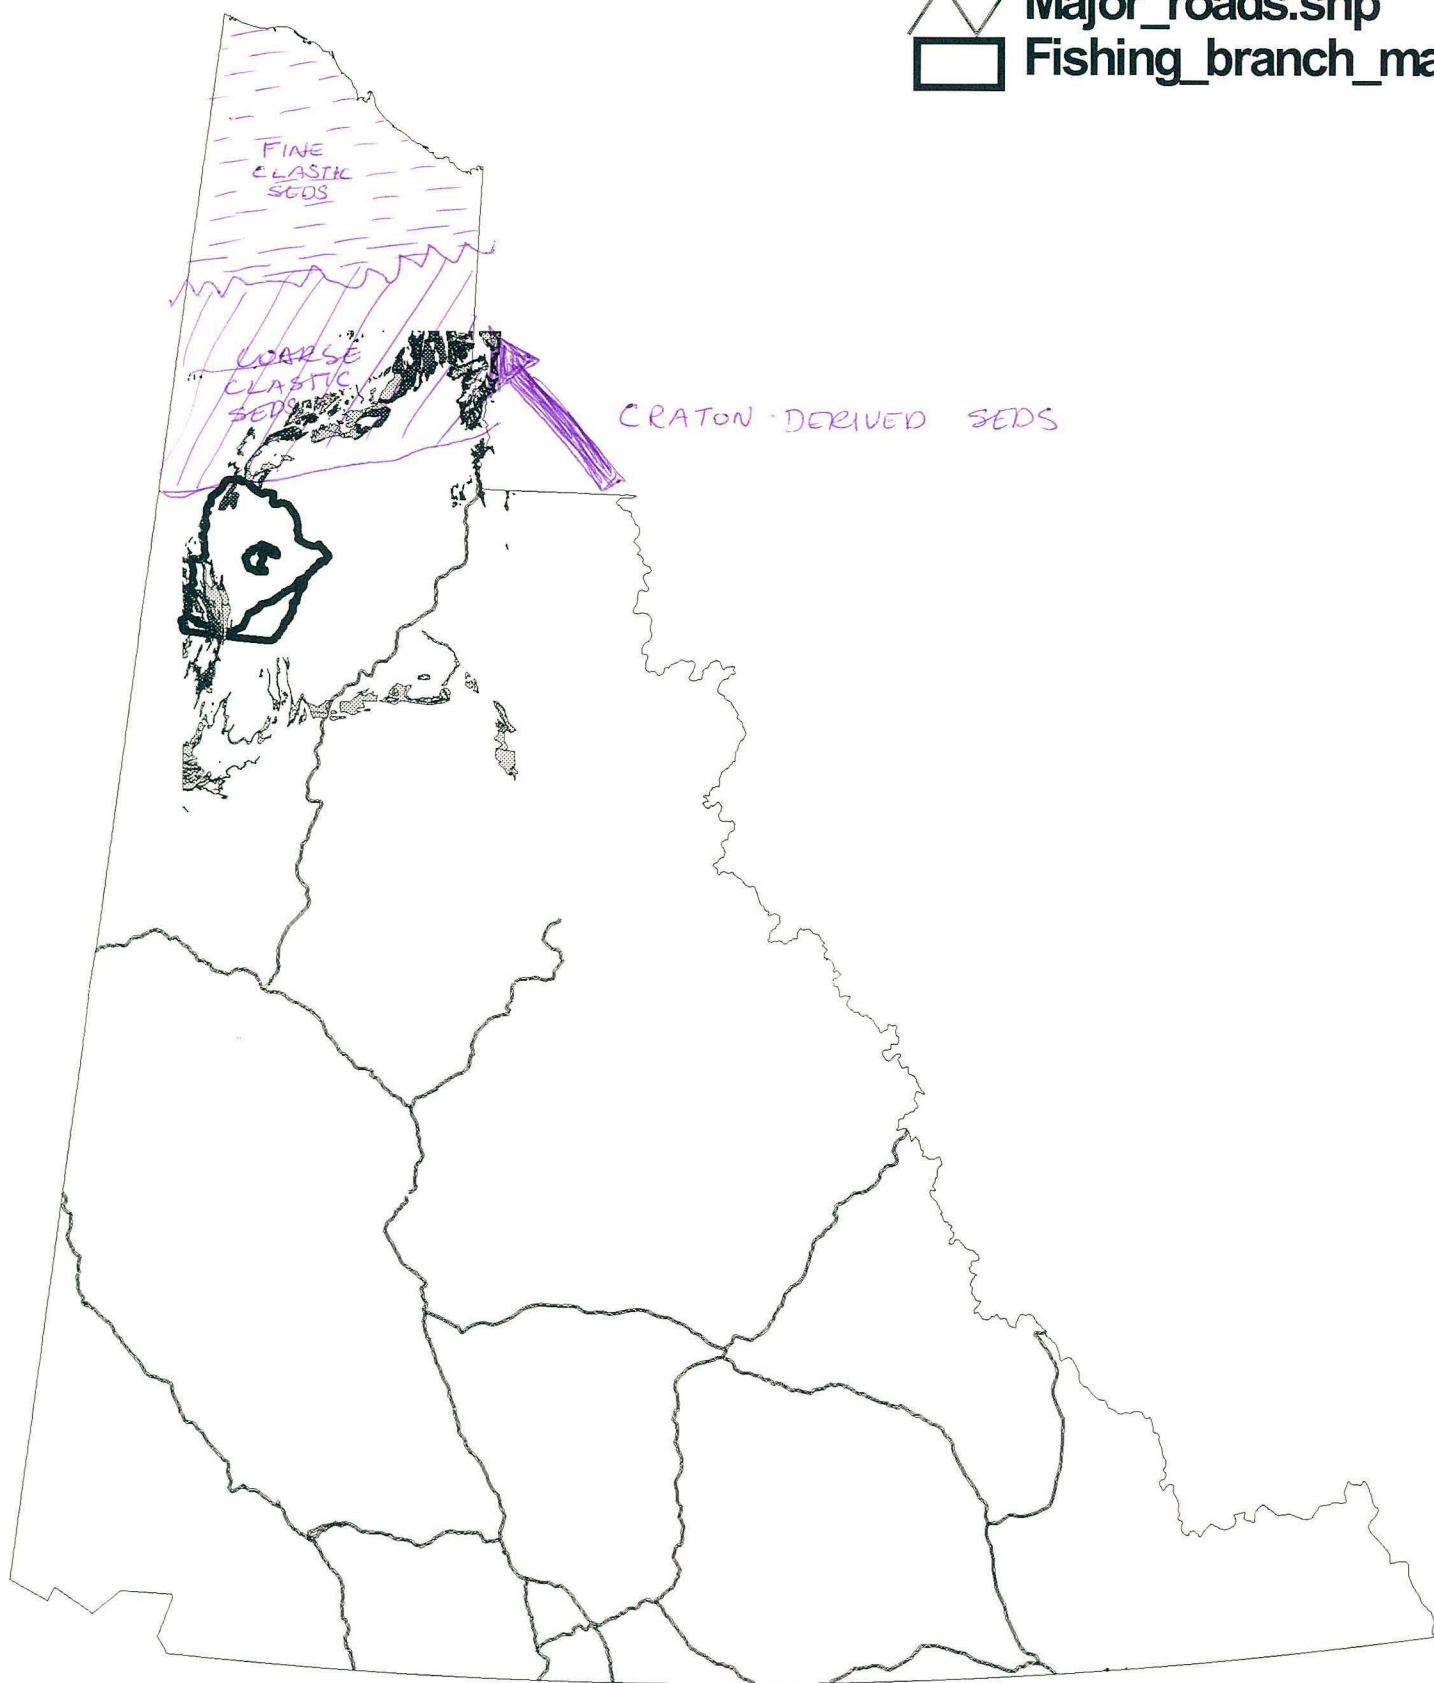 Major_roads.shp
Fishing_branch_ma
FINE
CLASTIC
SEDS
COARSE
CLASTIC
SEDS
CRATON-DERIVED SEDS